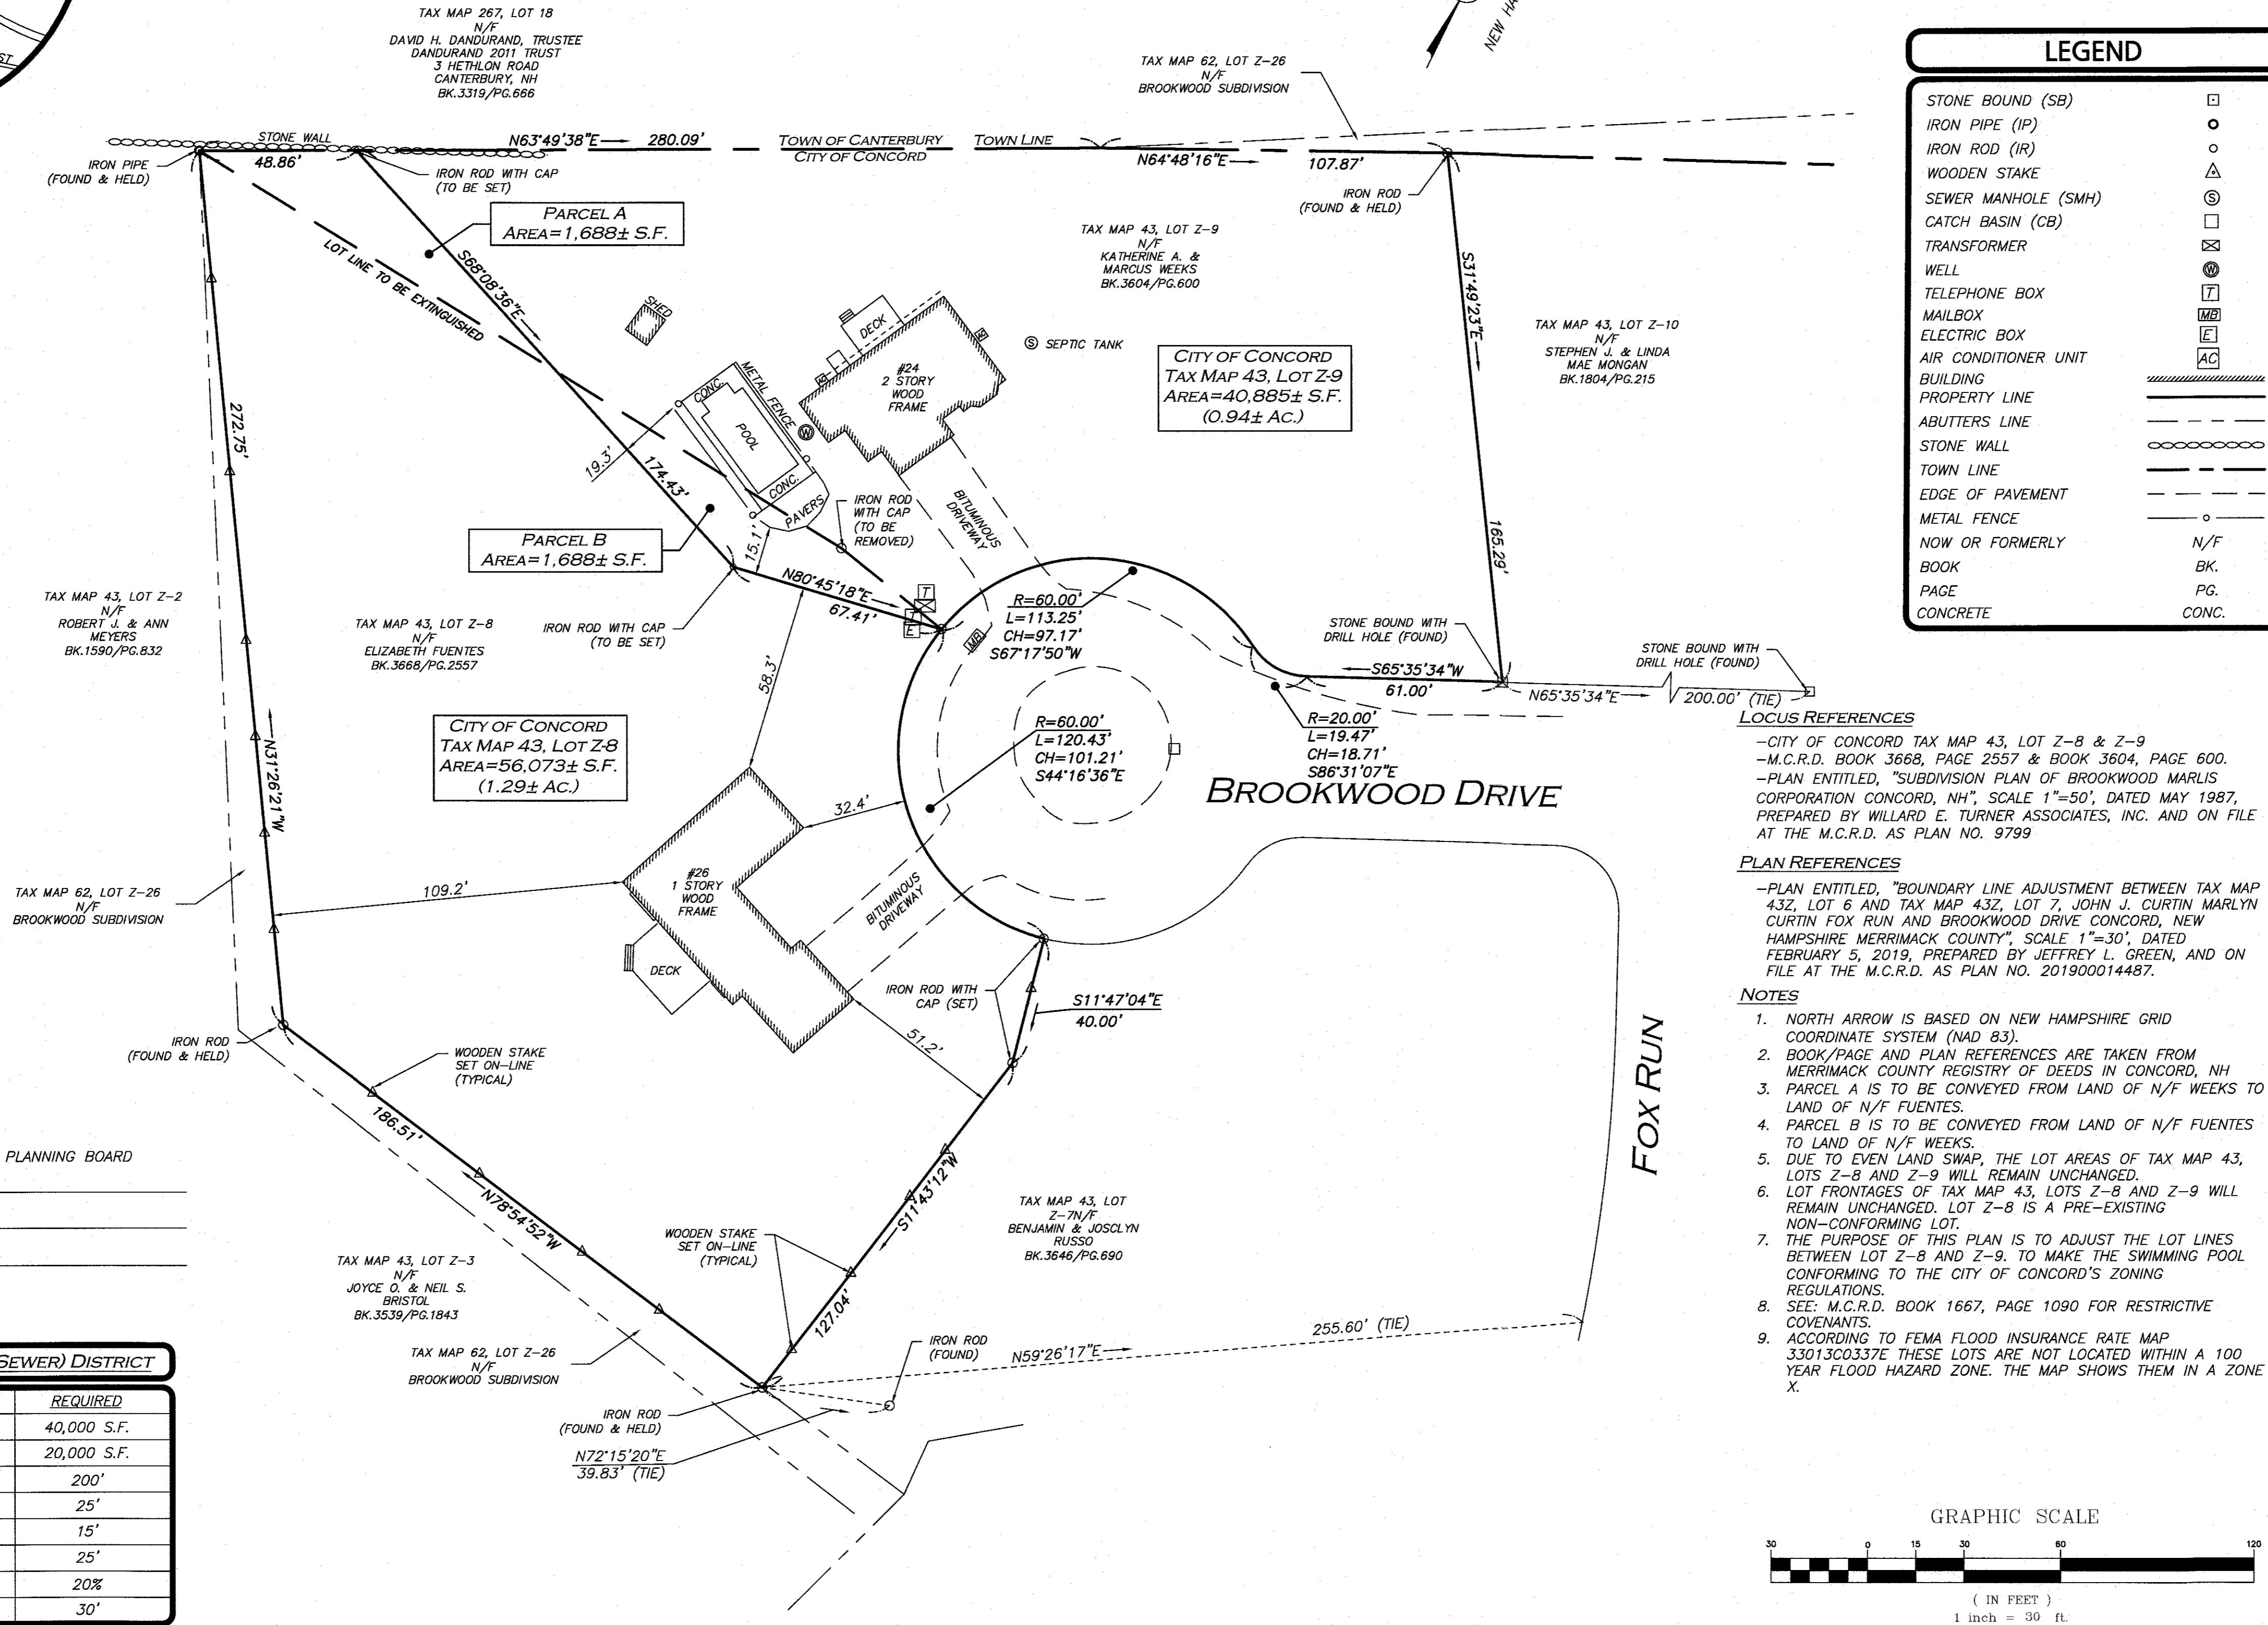 ST
TAX MAP 267, LOT 18
N/F
DAVID H. DANDURAND, TRUSTEE
DANDURAND 2011 TRUST
3 HETHLON ROAD
CANTERBURY, NH
BK.3319/PG.666
TAX MAP 62, LOT Z-26
N/F
BROOKWOOD SUBDIVISION
STONE WALL
N63°49'38"E
280.09'
TOWN OF CANTERBURY
TOWN LINE
CITY OF CONCORD
N64°48'16"E
107.87'
IRON PIPE
(FOUND & HELD)
48.86'
IRON ROD WITH CAP
(TO BE SET)
IRON ROD
(FOUND & HELD)
PARCEL A
AREA=1,688± S.F.
LOT LINE TO BE EXTINGUISHED
S68°08'36"E
TAX MAP 43, LOT Z-9
N/F
KATHERINE A. &
MARCUS WEEKS
BK.3604/PG.600
S31°49'23"E
165.29'
TAX MAP 43, LOT Z-10
N/F
STEPHEN J. & LINDA
MAE MONGAN
BK.1804/PG.215
SHED
DECK
AC
AC
#24
2 STORY
WOOD
FRAME
S SEPTIC TANK
CITY OF CONCORD
TAX MAP 43, LOT Z-9
AREA=40,885± S.F.
(0.94± AC.)
METAL FENCE
CONC.
POOL
CONC.
PAVERS
W
19.3'
174.43'
272.75'
IRON ROD
WITH CAP
(TO BE
REMOVED)
BITUMINOUS
DRIVEWAY
PARCEL B
AREA=1,688± S.F.
15.1'
N80°45'18"E
67.41'
T
E
MB
TAX MAP 43, LOT Z-2
N/F
ROBERT J. & ANN
MEYERS
BK.1590/PG.832
TAX MAP 43, LOT Z-8
N/F
ELIZABETH FUENTES
BK.3668/PG.2557
IRON ROD WITH CAP
(TO BE SET)
R=60.00'
L=113.25'
CH=97.17'
S67°17'50"W
STONE BOUND WITH
DRILL HOLE (FOUND)
S65°35'34"W
61.00'
STONE BOUND WITH
DRILL HOLE (FOUND)
N65°35'34"E
200.00' (TIE)
58.3'
CITY OF CONCORD
TAX MAP 43, LOT Z-8
AREA=56,073± S.F.
(1.29± AC.)
N31°26'21"W
R=60.00'
L=120.43'
CH=101.21'
S44°16'36"E
R=20.00'
L=19.47'
CH=18.71'
S86°31'07"E
BROOKWOOD DRIVE
32.4'
109.2'
#26
1 STORY
WOOD
FRAME
BITUMINOUS
DRIVEWAY
DECK
TAX MAP 62, LOT Z-26
N/F
BROOKWOOD SUBDIVISION
IRON ROD
(FOUND & HELD)
WOODEN STAKE
SET ON-LINE
(TYPICAL)
186.51'
N78°54'52"W
51.2'
IRON ROD WITH
CAP (SET)
S11°47'04"E
40.00'
S11°43'12"W
127.04'
FOX RUN
WOODEN STAKE
SET ON-LINE
(TYPICAL)
TAX MAP 43, LOT
Z-7N/F
BENJAMIN & JOSCLYN
RUSSO
BK.3646/PG.690
TAX MAP 43, LOT Z-3
N/F
JOYCE O. & NEIL S.
BRISTOL
BK.3539/PG.1843
TAX MAP 62, LOT Z-26
N/F
BROOKWOOD SUBDIVISION
IRON ROD
(FOUND)
N59°26'17"E
255.60' (TIE)
IRON ROD
(FOUND & HELD)
N72°15'20"E
39.83' (TIE)
PLANNING BOARD
SEWER) DISTRICT
REQUIRED
40,000 S.F.
20,000 S.F.
200'
25'
15'
25'
20%
30'
LEGEND
STONE BOUND (SB)
IRON PIPE (IP)
IRON ROD (IR)
WOODEN STAKE
SEWER MANHOLE (SMH) S
CATCH BASIN (CB)
TRANSFORMER
WELL W
TELEPHONE BOX T
MAILBOX MB
ELECTRIC BOX E
AIR CONDITIONER UNIT AC
BUILDING
PROPERTY LINE
ABUTTERS LINE
STONE WALL
TOWN LINE
EDGE OF PAVEMENT
METAL FENCE
NOW OR FORMERLY N/F
BOOK BK.
PAGE PG.
CONCRETE CONC.
LOCUS REFERENCES
-CITY OF CONCORD TAX MAP 43, LOT Z-8 & Z-9
-M.C.R.D. BOOK 3668, PAGE 2557 & BOOK 3604, PAGE 600.
-PLAN ENTITLED, "SUBDIVISION PLAN OF BROOKWOOD MARLIS
CORPORATION CONCORD, NH", SCALE 1"=50', DATED MAY 1987,
PREPARED BY WILLARD E. TURNER ASSOCIATES, INC. AND ON FILE
AT THE M.C.R.D. AS PLAN NO. 9799
PLAN REFERENCES
-PLAN ENTITLED, "BOUNDARY LINE ADJUSTMENT BETWEEN TAX MAP
43Z, LOT 6 AND TAX MAP 43Z, LOT 7, JOHN J. CURTIN MARLYN
CURTIN FOX RUN AND BROOKWOOD DRIVE CONCORD, NEW
HAMPSHIRE MERRIMACK COUNTY", SCALE 1"=30', DATED
FEBRUARY 5, 2019, PREPARED BY JEFFREY L. GREEN, AND ON
FILE AT THE M.C.R.D. AS PLAN NO. 201900014487.
NOTES
1. NORTH ARROW IS BASED ON NEW HAMPSHIRE GRID
COORDINATE SYSTEM (NAD 83).
2. BOOK/PAGE AND PLAN REFERENCES ARE TAKEN FROM
MERRIMACK COUNTY REGISTRY OF DEEDS IN CONCORD, NH
3. PARCEL A IS TO BE CONVEYED FROM LAND OF N/F WEEKS TO
LAND OF N/F FUENTES.
4. PARCEL B IS TO BE CONVEYED FROM LAND OF N/F FUENTES
TO LAND OF N/F WEEKS.
5. DUE TO EVEN LAND SWAP, THE LOT AREAS OF TAX MAP 43,
LOTS Z-8 AND Z-9 WILL REMAIN UNCHANGED.
6. LOT FRONTAGES OF TAX MAP 43, LOTS Z-8 AND Z-9 WILL
REMAIN UNCHANGED. LOT Z-8 IS A PRE-EXISTING
NON-CONFORMING LOT.
7. THE PURPOSE OF THIS PLAN IS TO ADJUST THE LOT LINES
BETWEEN LOT Z-8 AND Z-9. TO MAKE THE SWIMMING POOL
CONFORMING TO THE CITY OF CONCORD'S ZONING
REGULATIONS.
8. SEE: M.C.R.D. BOOK 1667, PAGE 1090 FOR RESTRICTIVE
COVENANTS.
9. ACCORDING TO FEMA FLOOD INSURANCE RATE MAP
33013C0337E THESE LOTS ARE NOT LOCATED WITHIN A 100
YEAR FLOOD HAZARD ZONE. THE MAP SHOWS THEM IN A ZONE
X.
GRAPHIC SCALE
30 0 15 30 60 120
( IN FEET )
1 inch = 30 ft.